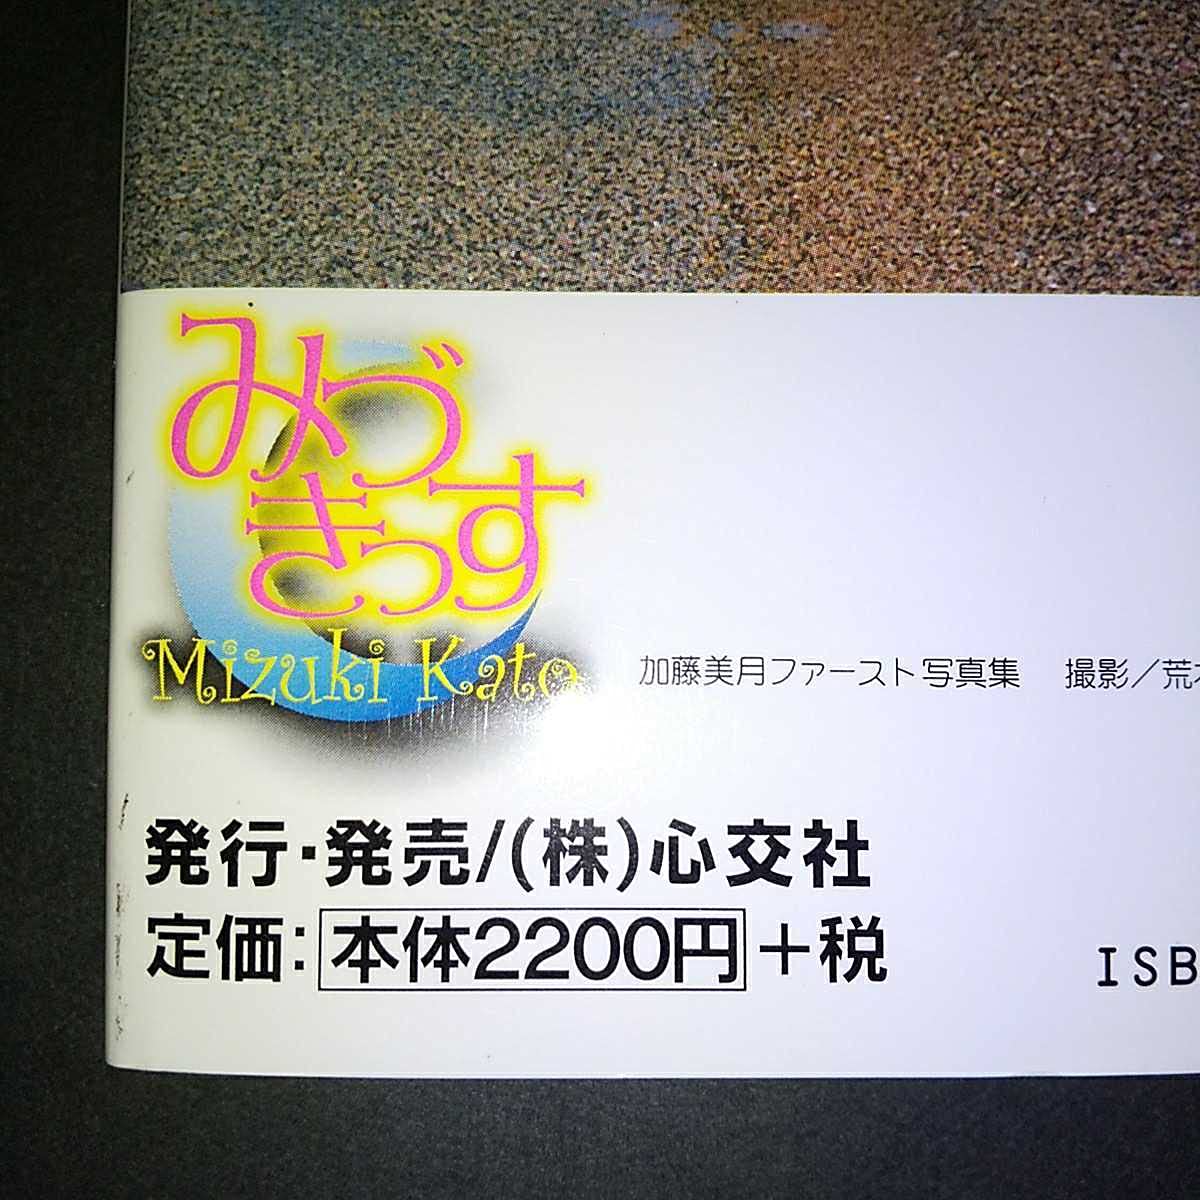 みづ
きっす
Mizuki Kato
加藤美月ファースト写真集 撮影／荒木
発行・発売/(株)心交社
定価:本体2200円+税
ISB